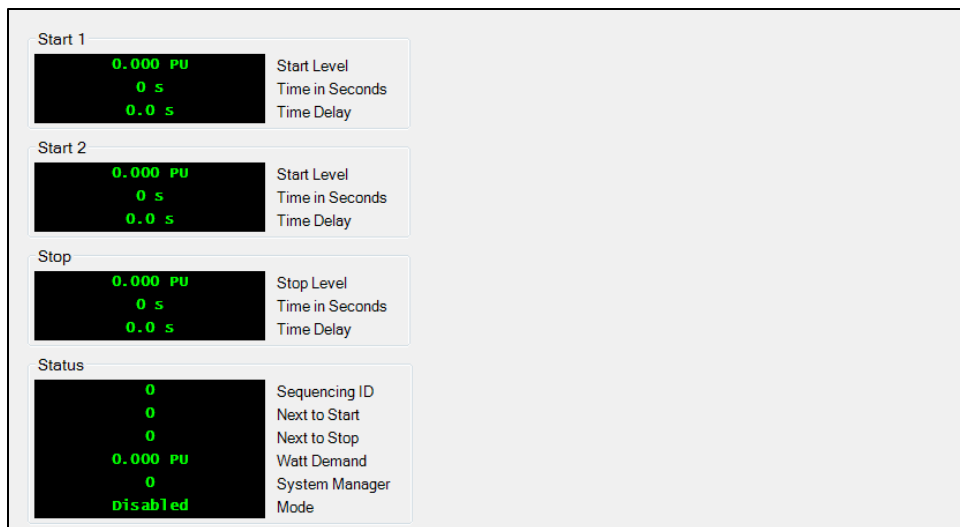 Start 1
0.000 PU Start Level
0 s Time in Seconds
0.0 s Time Delay
Start 2
0.000 PU Start Level
0 s Time in Seconds
0.0 s Time Delay
Stop
0.000 PU Stop Level
0 s Time in Seconds
0.0 s Time Delay
Status
0 Sequencing ID
0 Next to Start
0 Next to Stop
0.000 PU Watt Demand
0 System Manager
Disabled Mode